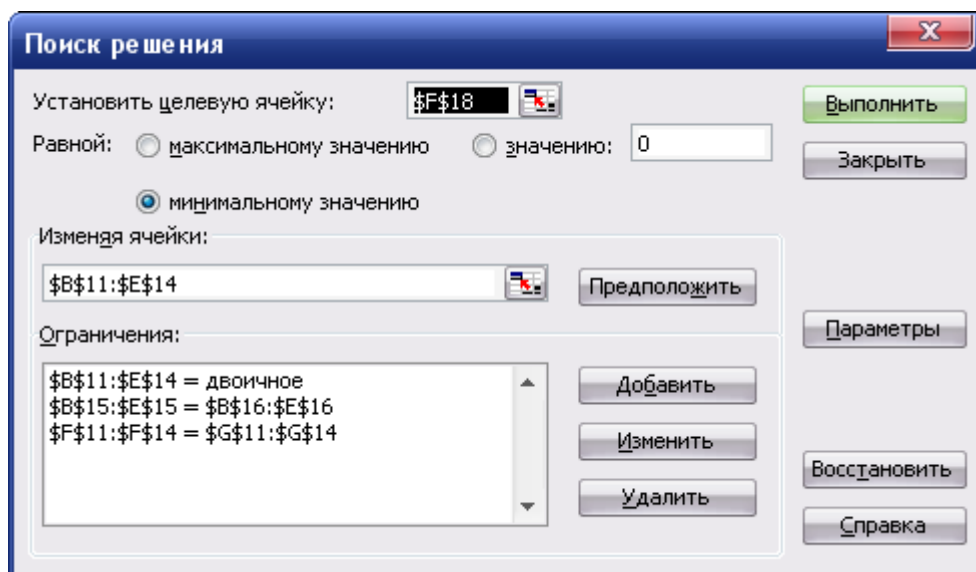 Поиск решения
Установить целевую ячейку: $F$18
Выполнить
Равной: максимальному значению значению: 0
Закрыть
минимальному значению
Изменяя ячейки:
$B$11:$E$14 Предположить
Параметры
Ограничения:
$B$11:$E$14 = двоичное
$B$15:$E$15 = $B$16:$E$16
$F$11:$F$14 = $G$11:$G$14
Добавить
Изменить
Удалить
Восстановить
Справка